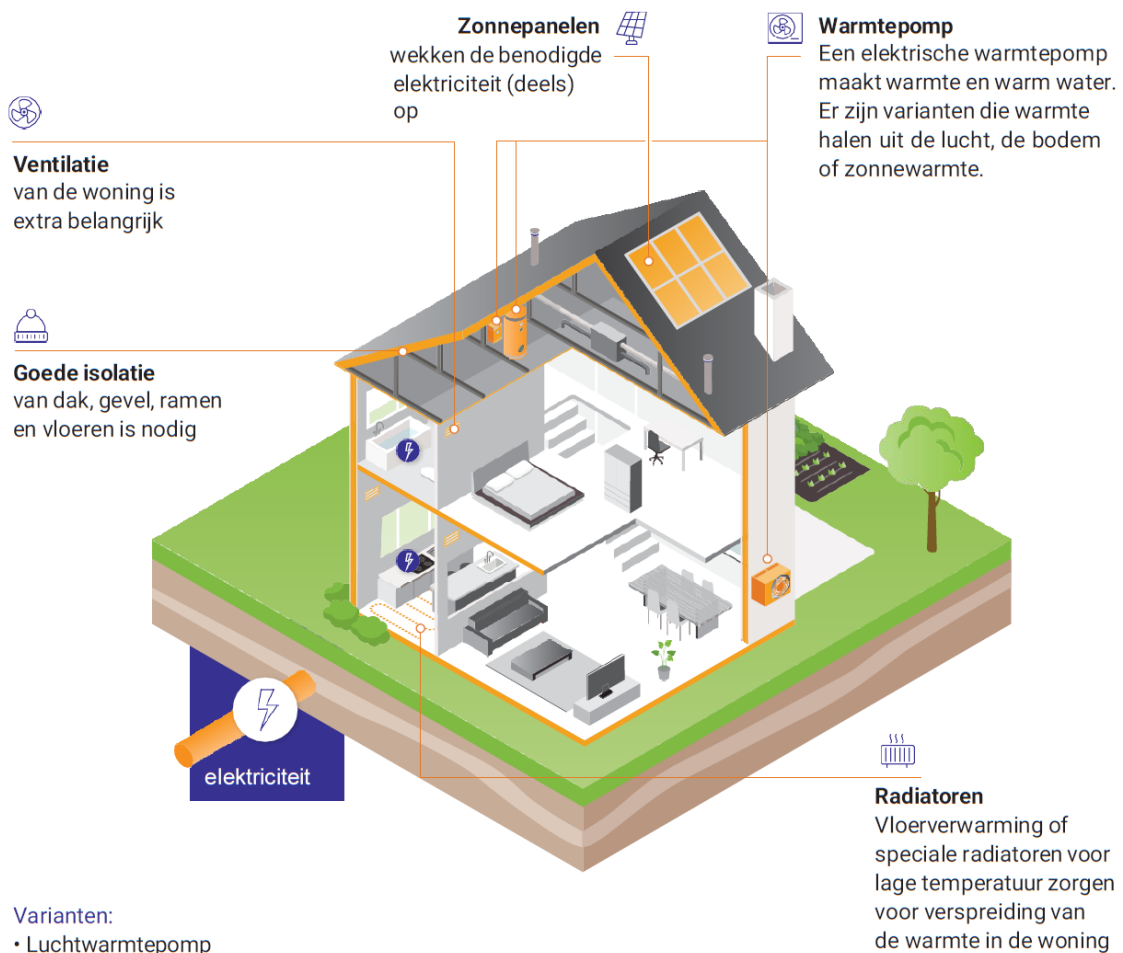 Zonnepanelen
wekken de benodigde
elektriciteit (deels)
op
Warmtepomp
Een elektrische warmtepomp
maakt warmte en warm water.
Er zijn varianten die warmte
halen uit de lucht, de bodem
of zonnewarmte.
Ventilatie
van de woning is
extra belangrijk
Goede isolatie
van dak, gevel, ramen
en vloeren is nodig
elektriciteit
Radiatoren
Vloerverwarming of
speciale radiatoren voor
lage temperatuur zorgen
voor verspreiding van
de warmte in de woning
Varianten:
• Luchtwarmtepomp